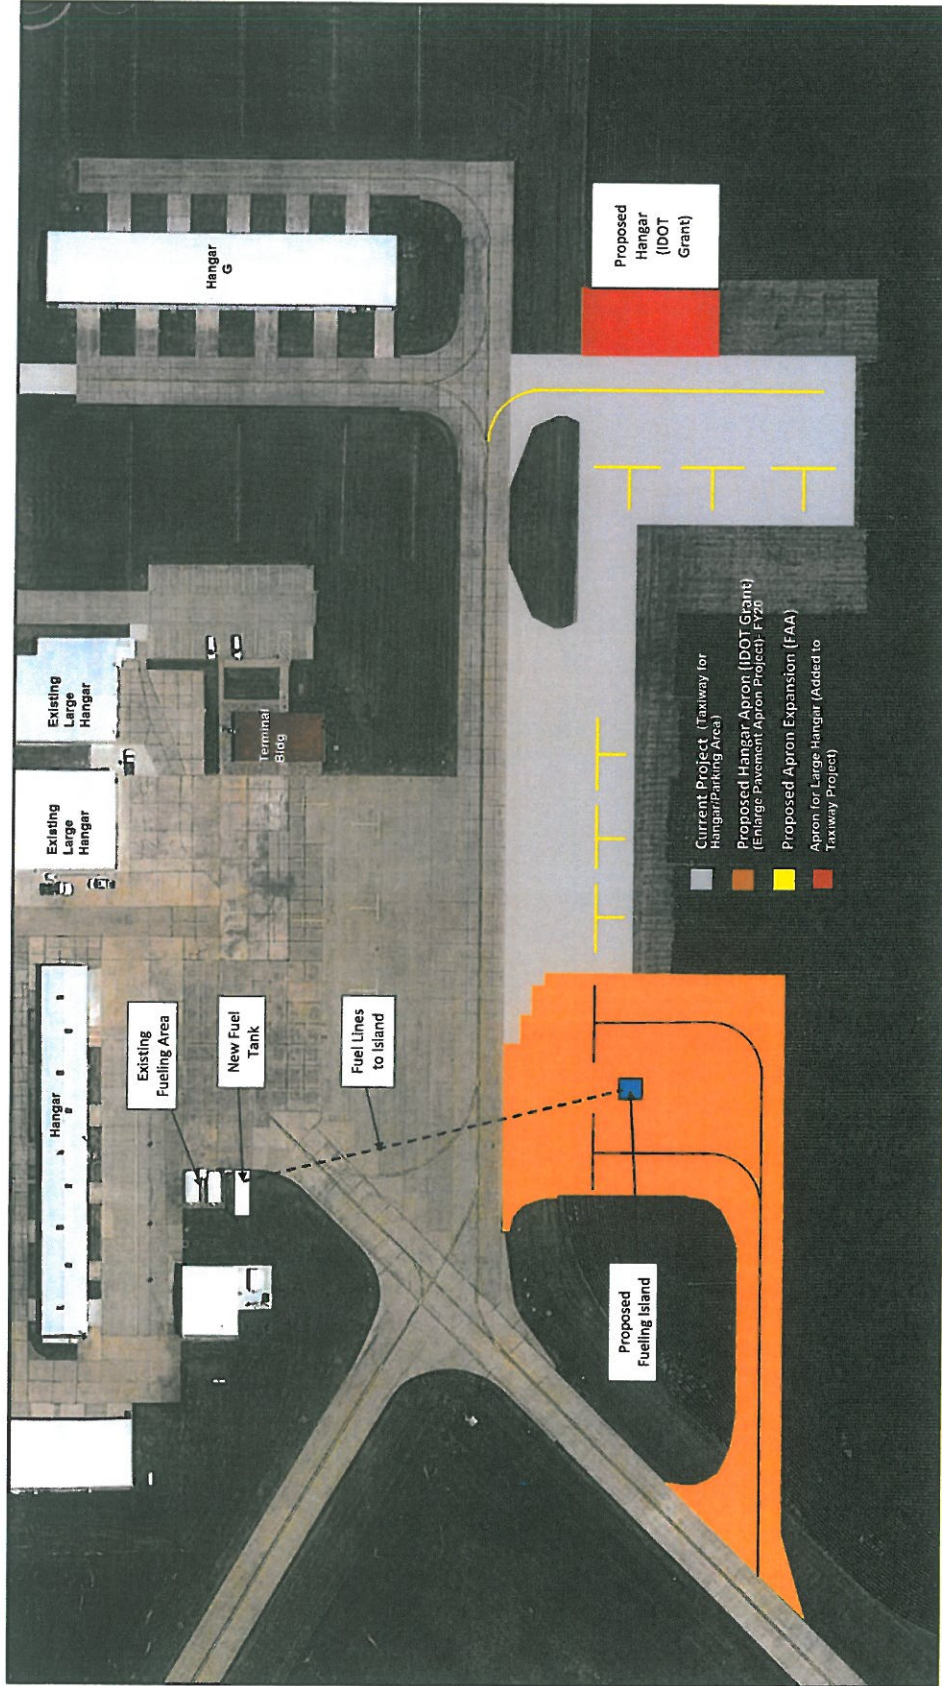 Hangar
Existing
Large
Hangar
Existing
Large
Hangar
Hangar
G
Existing
Fueling Area
New Fuel
Tank
Fuel Lines
to Island
Terminal
Bldg
Proposed
Hangar
(IDOT
Grant)
Proposed
Fueling Island
Current Project (Taxiway for
Hangar/Parking Area)
Proposed Hangar Apron (IDOT Grant)
(Enlarge Pavement Apron Project)- FY20
Proposed Apron Expansion (FAA)
Apron for Large Hangar (Added to
Taxiway Project)